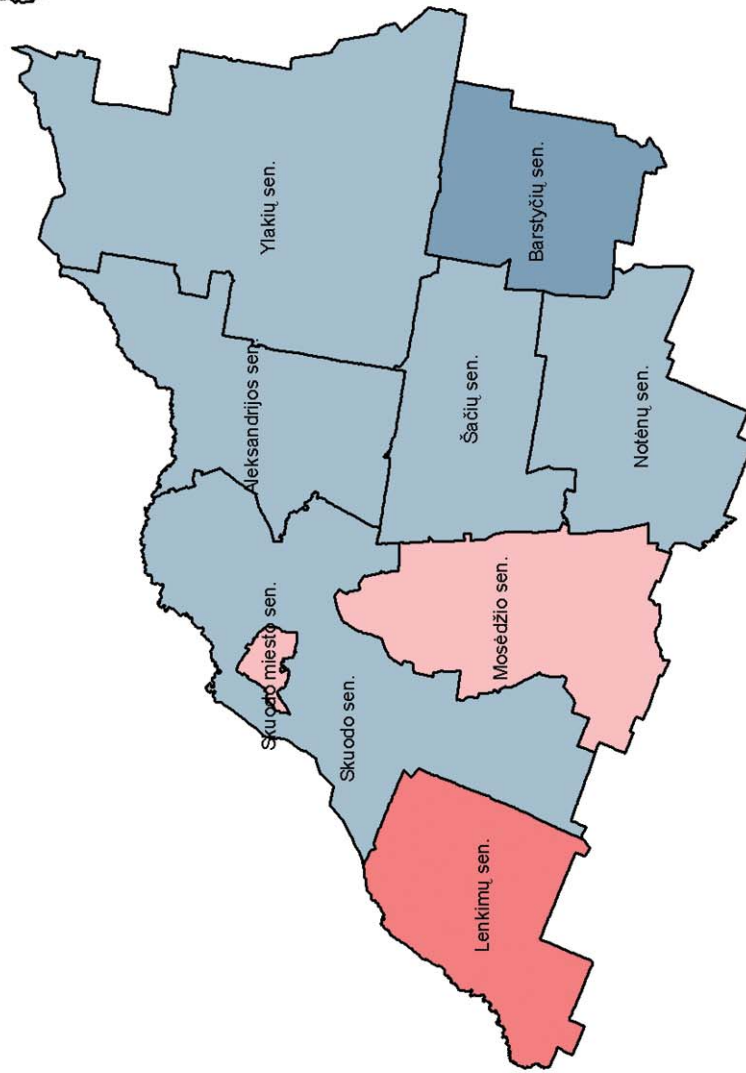 Lenkimų sen.
Skuodo sen.
Skuodo miesto sen.
Mosėdžio sen.
Aleksandrijos sen.
Šačių sen.
Notėnų sen.
Ylakių sen.
Barstyčių sen.